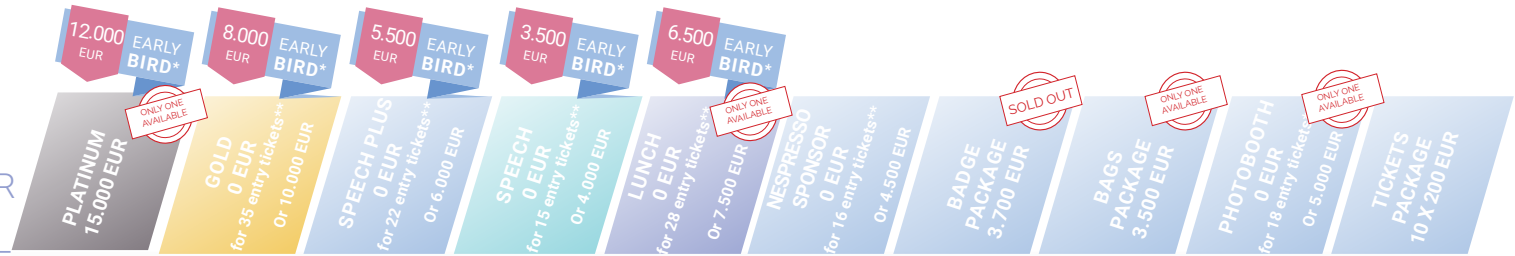 12.000
EUR
EARLY
BIRD*
8.000
EUR
EARLY
BIRD*
5.500
EUR
EARLY
BIRD*
3.500
EUR
EARLY
BIRD*
6.500
EUR
EARLY
BIRD*
R
PLATINUM
15.000 EUR
ONLY ONE
AVAILABLE
GOLD
0 EUR
for 35 entry tickets**
Or 10.000 EUR
SPEECH PLUS
0 EUR
for 22 entry tickets**
Or 6.000 EUR
SPEECH
0 EUR
for 15 entry tickets**
Or 4.000 EUR
LUNCH
0 EUR
for 28 entry tickets**
Or 7.500 EUR
ONLY ONE
AVAILABLE
NESPRESSO
SPONSOR
0 EUR
for 16 entry tickets**
Or 4.500 EUR
BADGE
PACKAGE
3.700 EUR
SOLD OUT
BAGS
PACKAGE
3.500 EUR
ONLY ONE
AVAILABLE
PHOTOBOOTH
0 EUR
for 18 entry tickets
Or 5.000 EUR
ONLY ONE
AVAILABLE
TICKETS
PACKAGE
10 X 200 EUR